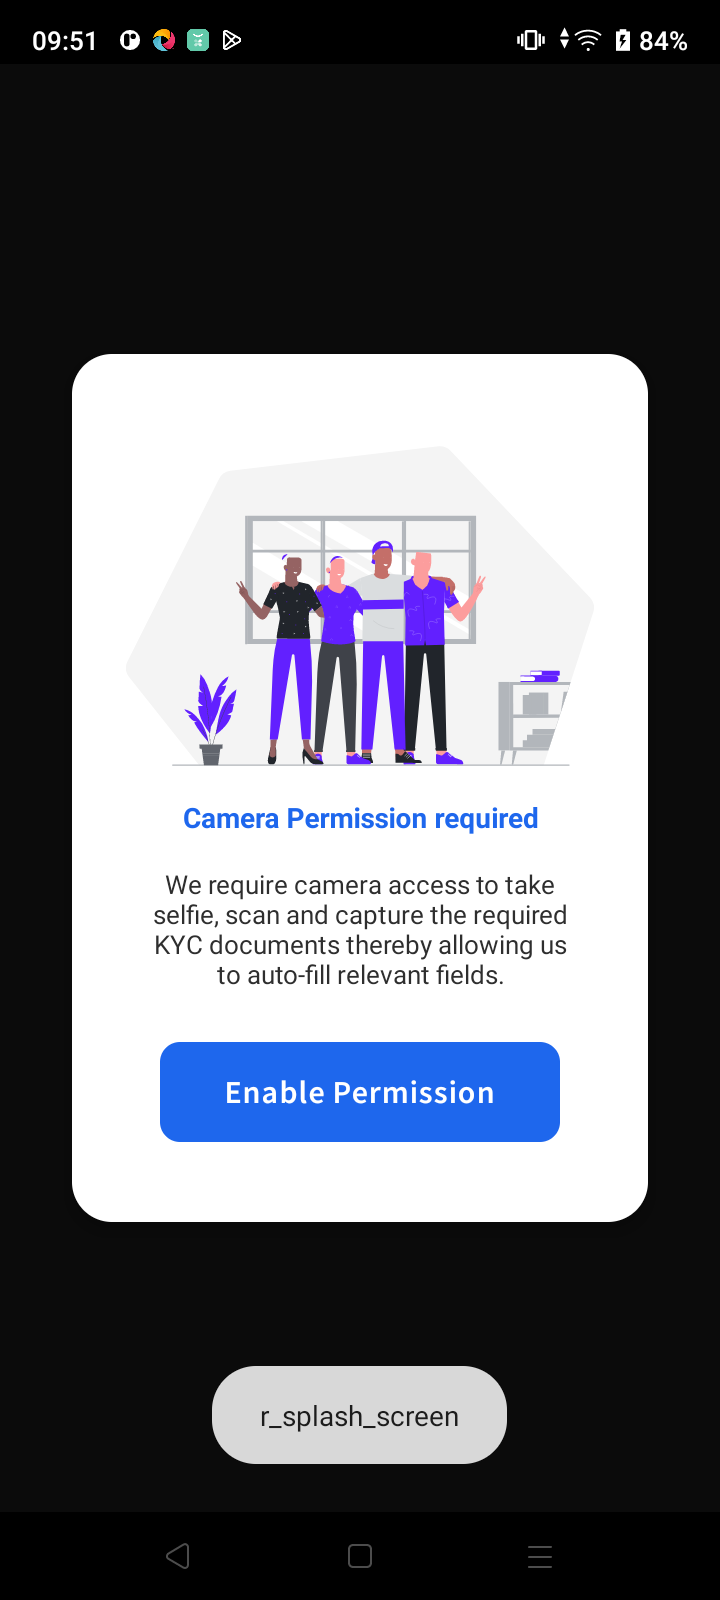 09:51
84%
Camera Permission required
We require camera access to take
selfie, scan and capture the required
KYC documents thereby allowing us
to auto-fill relevant fields.
Enable Permission
r_splash_screen